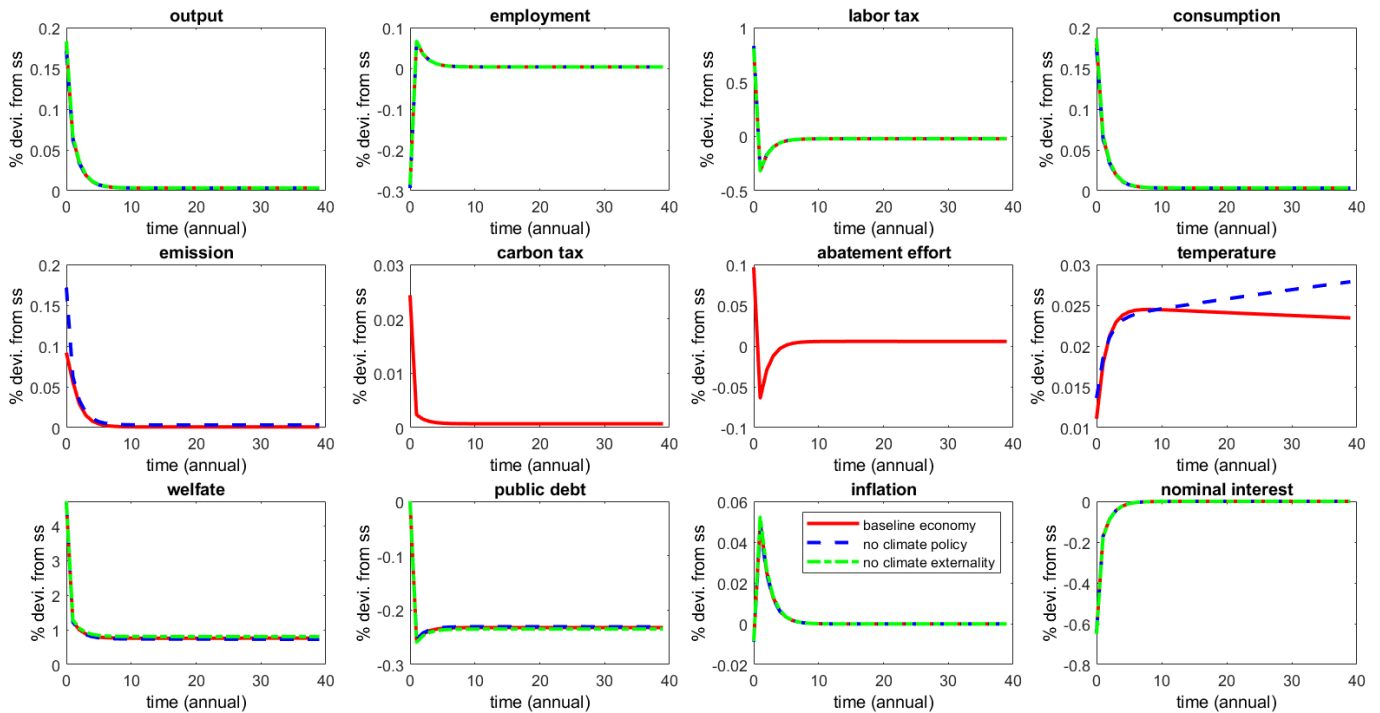 output
employment
labor tax
consumption
% devi. from ss
0.2
0.15
0.1
0.05
0
0 10 20 30 40
time (annual)
% devi. from ss
0.1
0
-0.1
-0.2
-0.3
0 10 20 30 40
time (annual)
% devi. from ss
1
0.5
0
-0.5
0 10 20 30 40
time (annual)
% devi. from ss
0.2
0.15
0.1
0.05
0
0 10 20 30 40
time (annual)
emission
carbon tax
abatement effort
temperature
% devi. from ss
0.2
0.15
0.1
0.05
0
0 10 20 30 40
time (annual)
% devi. from ss
0.03
0.02
0.01
0
0 10 20 30 40
time (annual)
% devi. from ss
0.1
0.05
0
-0.05
-0.1
0 10 20 30 40
time (annual)
% devi. from ss
0.03
0.025
0.02
0.015
0.01
0 10 20 30 40
time (annual)
welfate
public debt
inflation
nominal interest
% devi. from ss
4
3
2
1
0
0 10 20 30 40
time (annual)
% devi. from ss
0
-0.1
-0.2
-0.3
0 10 20 30 40
time (annual)
% devi. from ss
0.06
0.04
0.02
0
-0.02
0 10 20 30 40
time (annual)
baseline economy
no climate policy
no climate externality
% devi. from ss
0
-0.2
-0.4
-0.6
-0.8
0 10 20 30 40
time (annual)